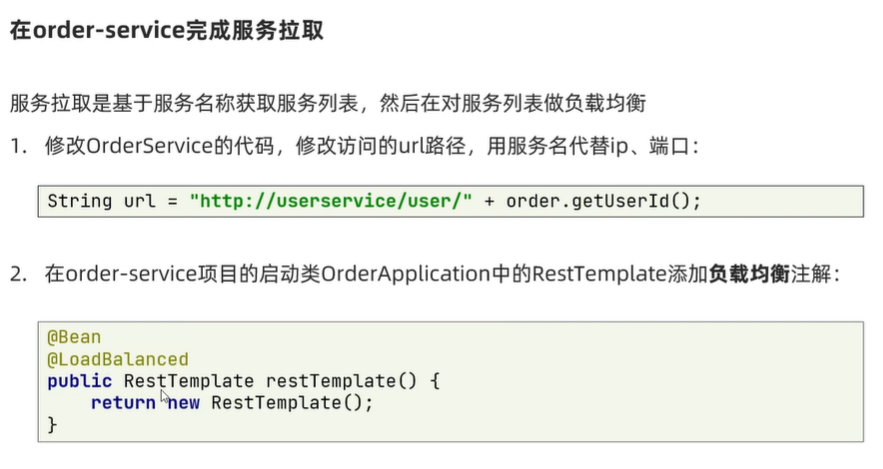 在order-service完成服务拉取
服务拉取是基于服务名称获取服务列表，然后在对服务列表做负载均衡
1. 修改OrderService的代码，修改访问的url路径，用服务名代替ip、端口：
String url = "http://userservice/user/" + order.getUserId();
2. 在order-service项目的启动类OrderApplication中的RestTemplate添加负载均衡注解：
@Bean
@LoadBalanced
public RestTemplate restTemplate() {
    return new RestTemplate();
}